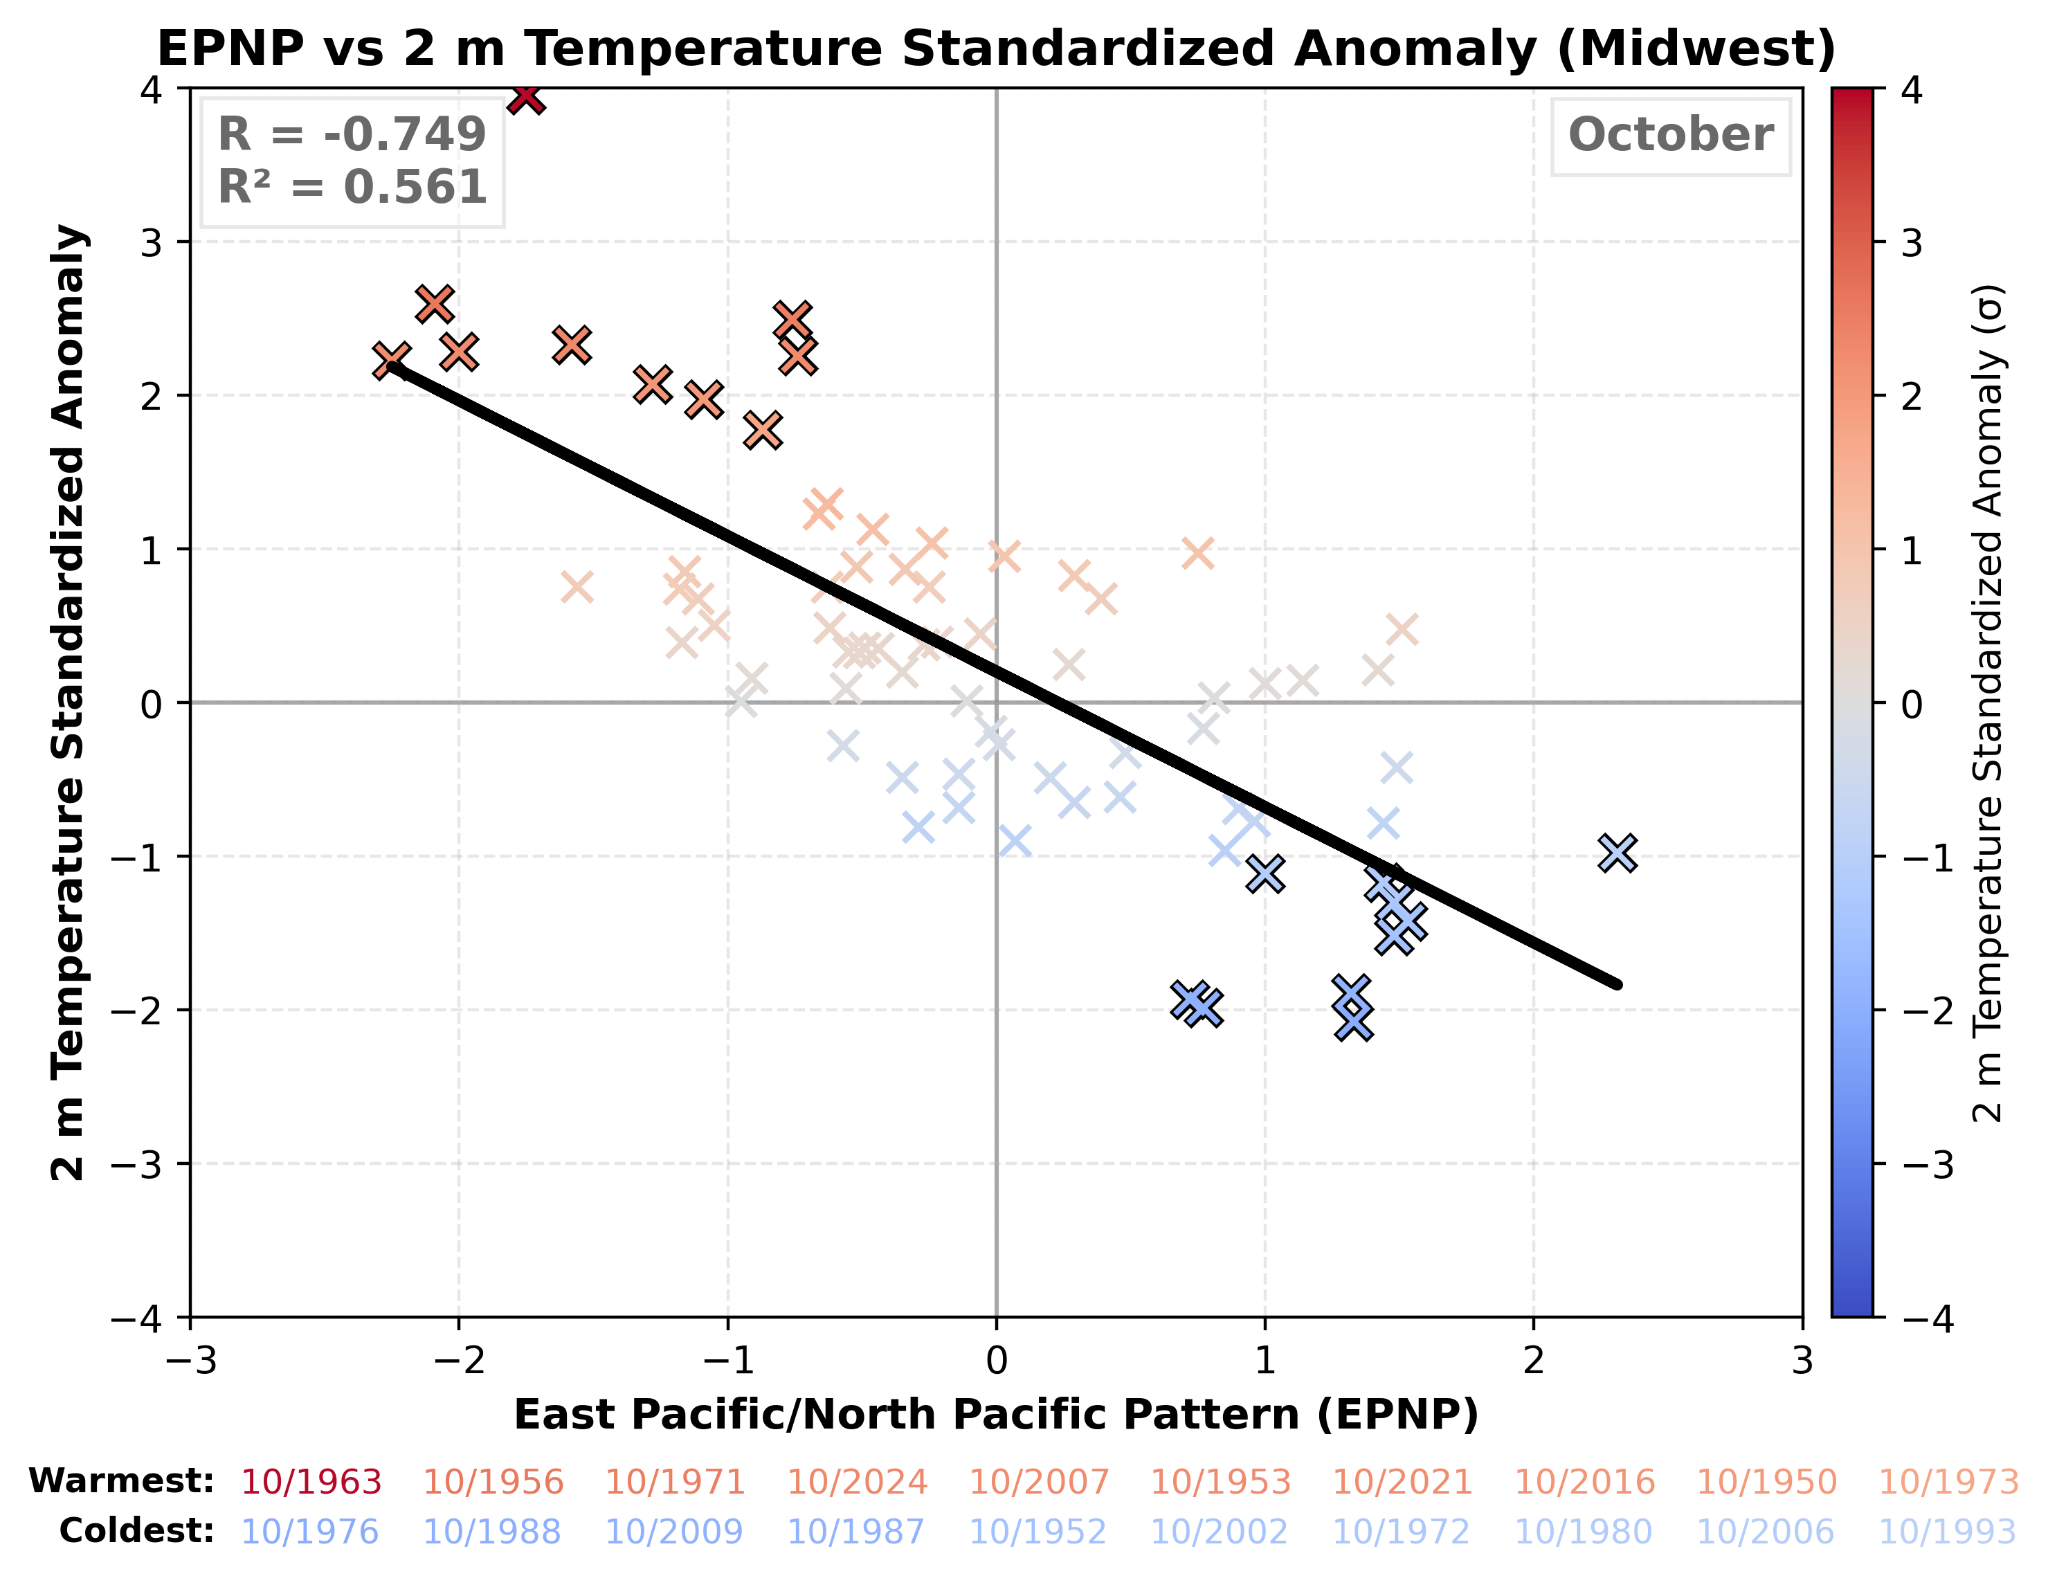 EPNP vs 2 m Temperature Standardized Anomaly (Midwest)
R = -0.749
R² = 0.561
October
4
3
2
1
0
−1
−2
−3
−4
2 m Temperature Standardized Anomaly
−3 −2 −1 0 1 2 3
East Pacific/North Pacific Pattern (EPNP)
4
3
2
1
0
−1
−2
−3
−4
2 m Temperature Standardized Anomaly (σ)
Warmest: 10/1963 10/1956 10/1971 10/2024 10/2007 10/1953 10/2021 10/2016 10/1950 10/1973
Coldest: 10/1976 10/1988 10/2009 10/1987 10/1952 10/2002 10/1972 10/1980 10/2006 10/1993